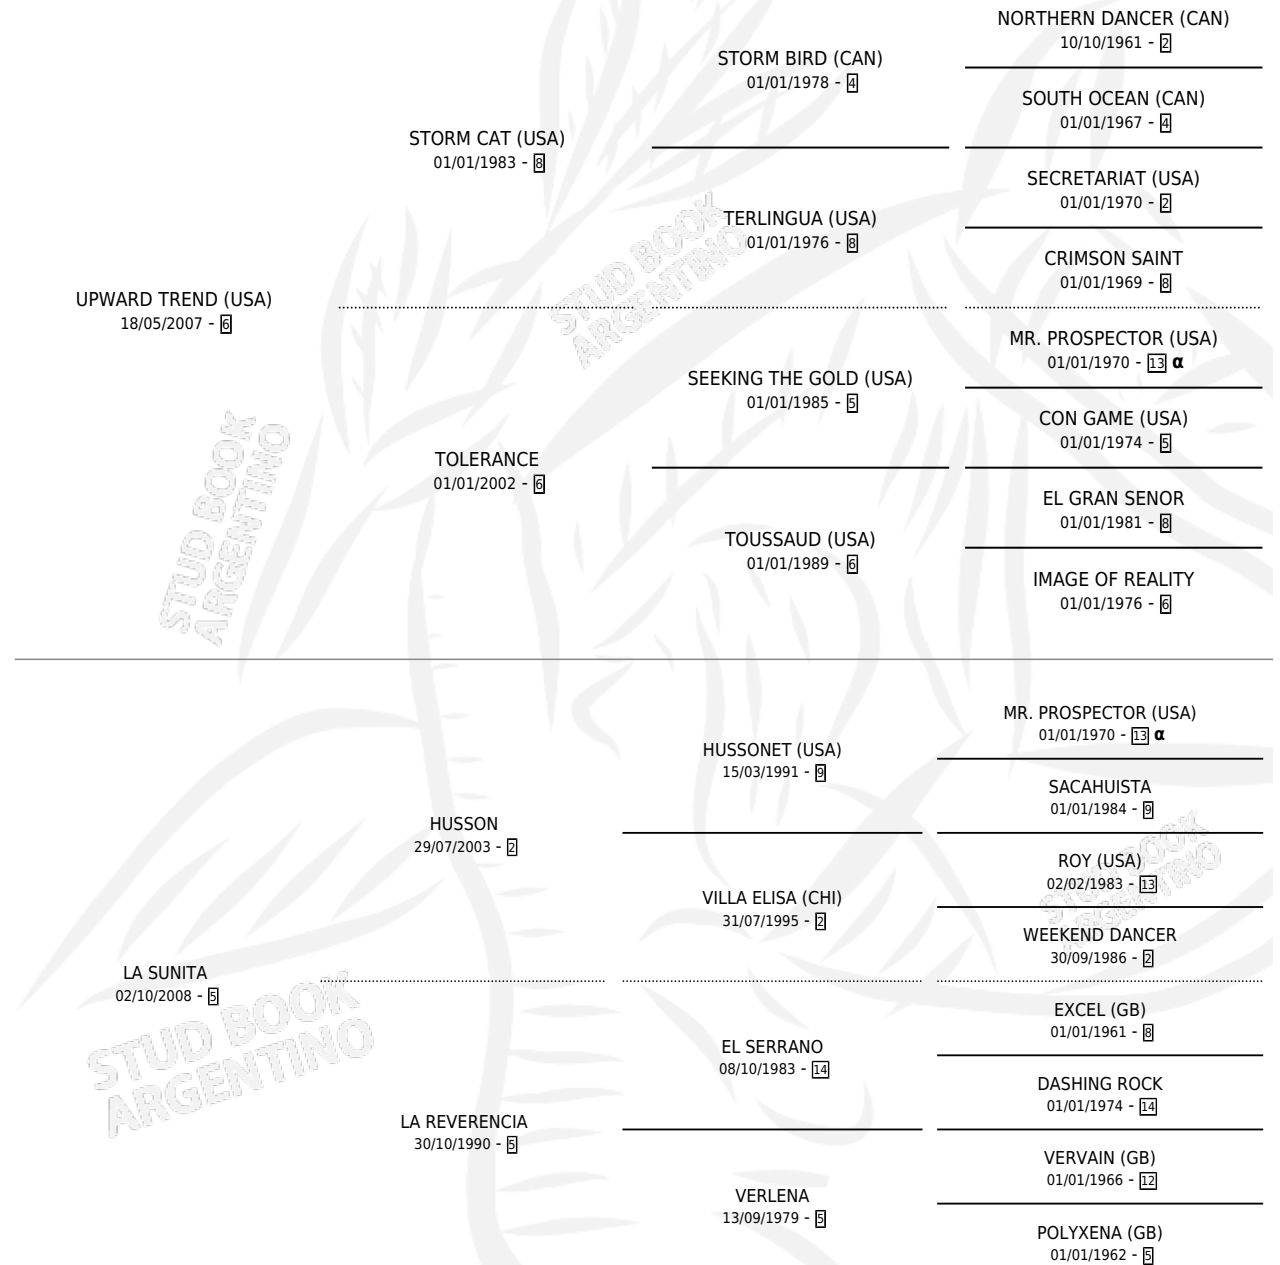 NORTHERN DANCER (CAN)
10/10/1961 - 2
STORM BIRD (CAN)
01/01/1978 - 4
SOUTH OCEAN (CAN)
01/01/1967 - 4
STORM CAT (USA)
01/01/1983 - 8
SECRETARIAT (USA)
01/01/1970 - 2
TERLINGUA (USA)
01/01/1976 - 8
CRIMSON SAINT
01/01/1969 - 8
UPWARD TREND (USA)
18/05/2007 - 6
MR. PROSPECTOR (USA)
01/01/1970 - 13 α
SEEKING THE GOLD (USA)
01/01/1985 - 5
CON GAME (USA)
01/01/1974 - 5
TOLERANCE
01/01/2002 - 6
EL GRAN SENOR
01/01/1981 - 8
TOUSSAUD (USA)
01/01/1989 - 6
IMAGE OF REALITY
01/01/1976 - 6
MR. PROSPECTOR (USA)
01/01/1970 - 13 α
HUSSONET (USA)
15/03/1991 - 9
SACAHUISTA
01/01/1984 - 9
HUSSON
29/07/2003 - 2
ROY (USA)
02/02/1983 - 13
VILLA ELISA (CHI)
31/07/1995 - 2
WEEKEND DANCER
30/09/1986 - 2
LA SUNITA
02/10/2008 - 5
EXCEL (GB)
01/01/1961 - 8
EL SERRANO
08/10/1983 - 14
DASHING ROCK
01/01/1974 - 14
LA REVERENCIA
30/10/1990 - 5
VERVAIN (GB)
01/01/1966 - 12
VERLENA
13/09/1979 - 5
POLYXENA (GB)
01/01/1962 - 5
STUD BOOK
ARGENTINO
STUD BOOK
ARGENTINO
STUD BOOK
ARGENTINO
STUD BOOK
ARGENTINO